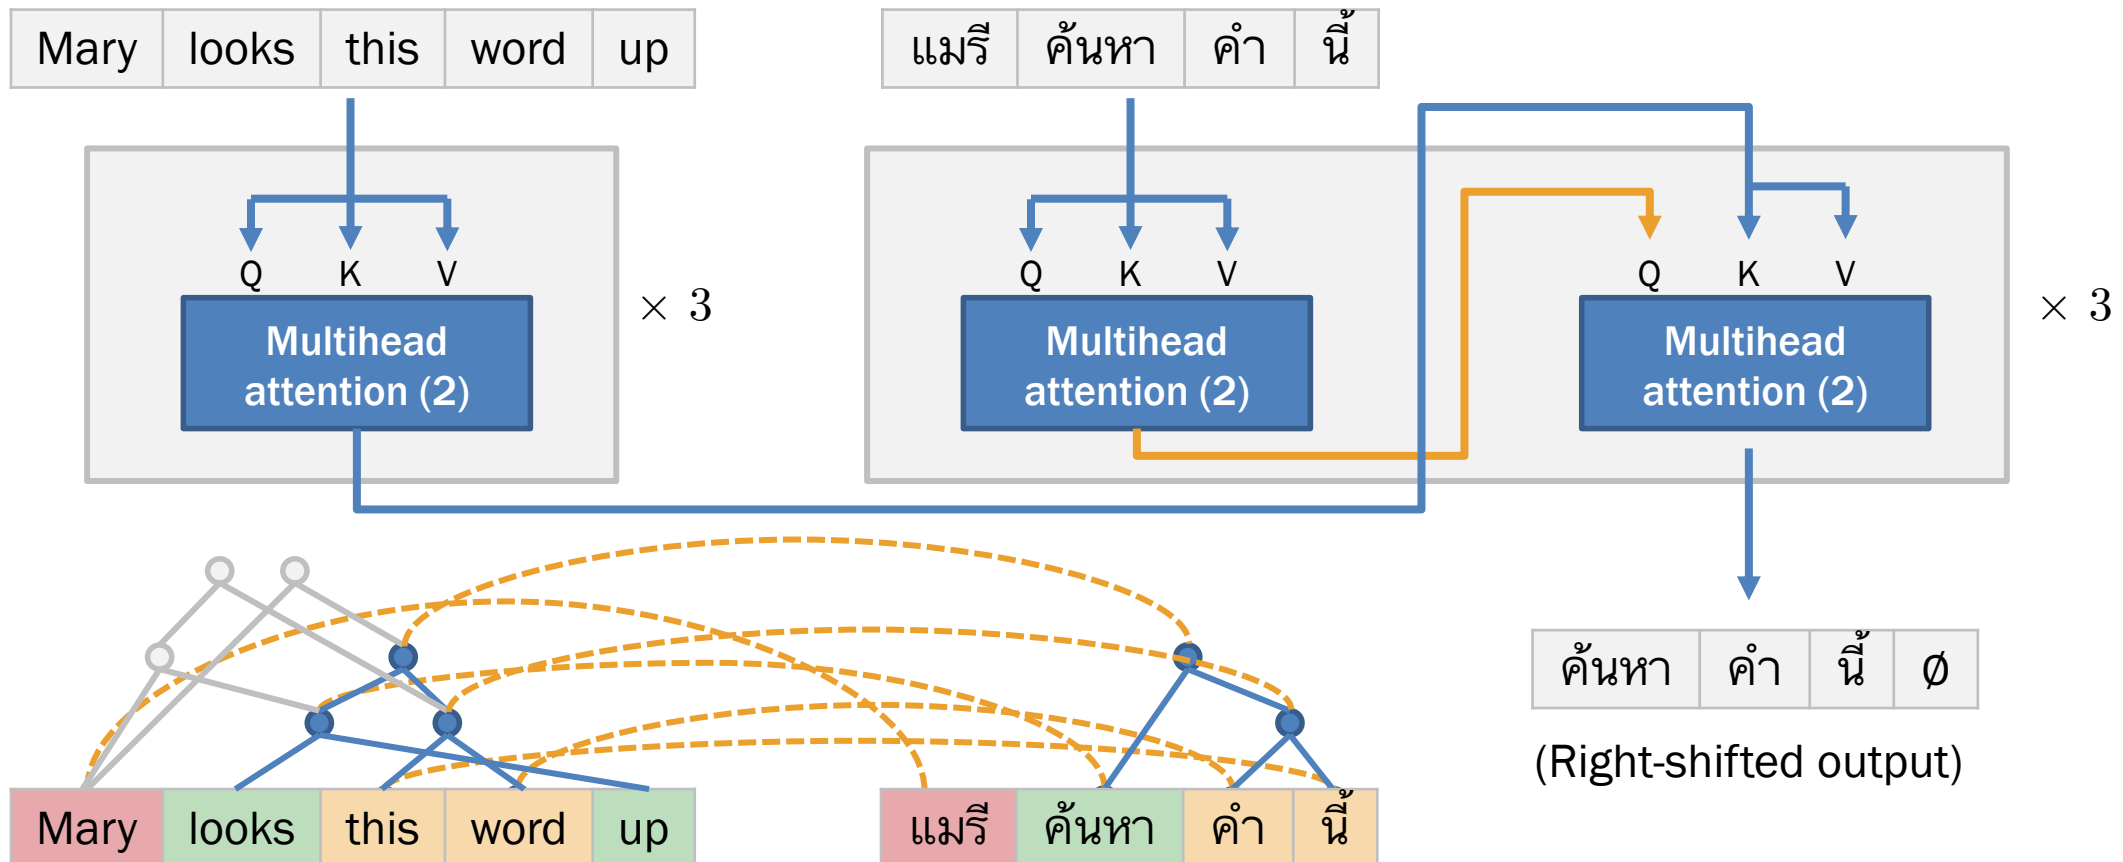 Mary looks this word up
แมรี ค้นหา คำ นี้
Q K V
Multihead
attention (2)
× 3
Q K V
Multihead
attention (2)
Q K V
Multihead
attention (2)
× 3
ค้นหา คำ นี้ Ø
(Right-shifted output)
Mary looks this word up
แมรี ค้นหา คำ นี้